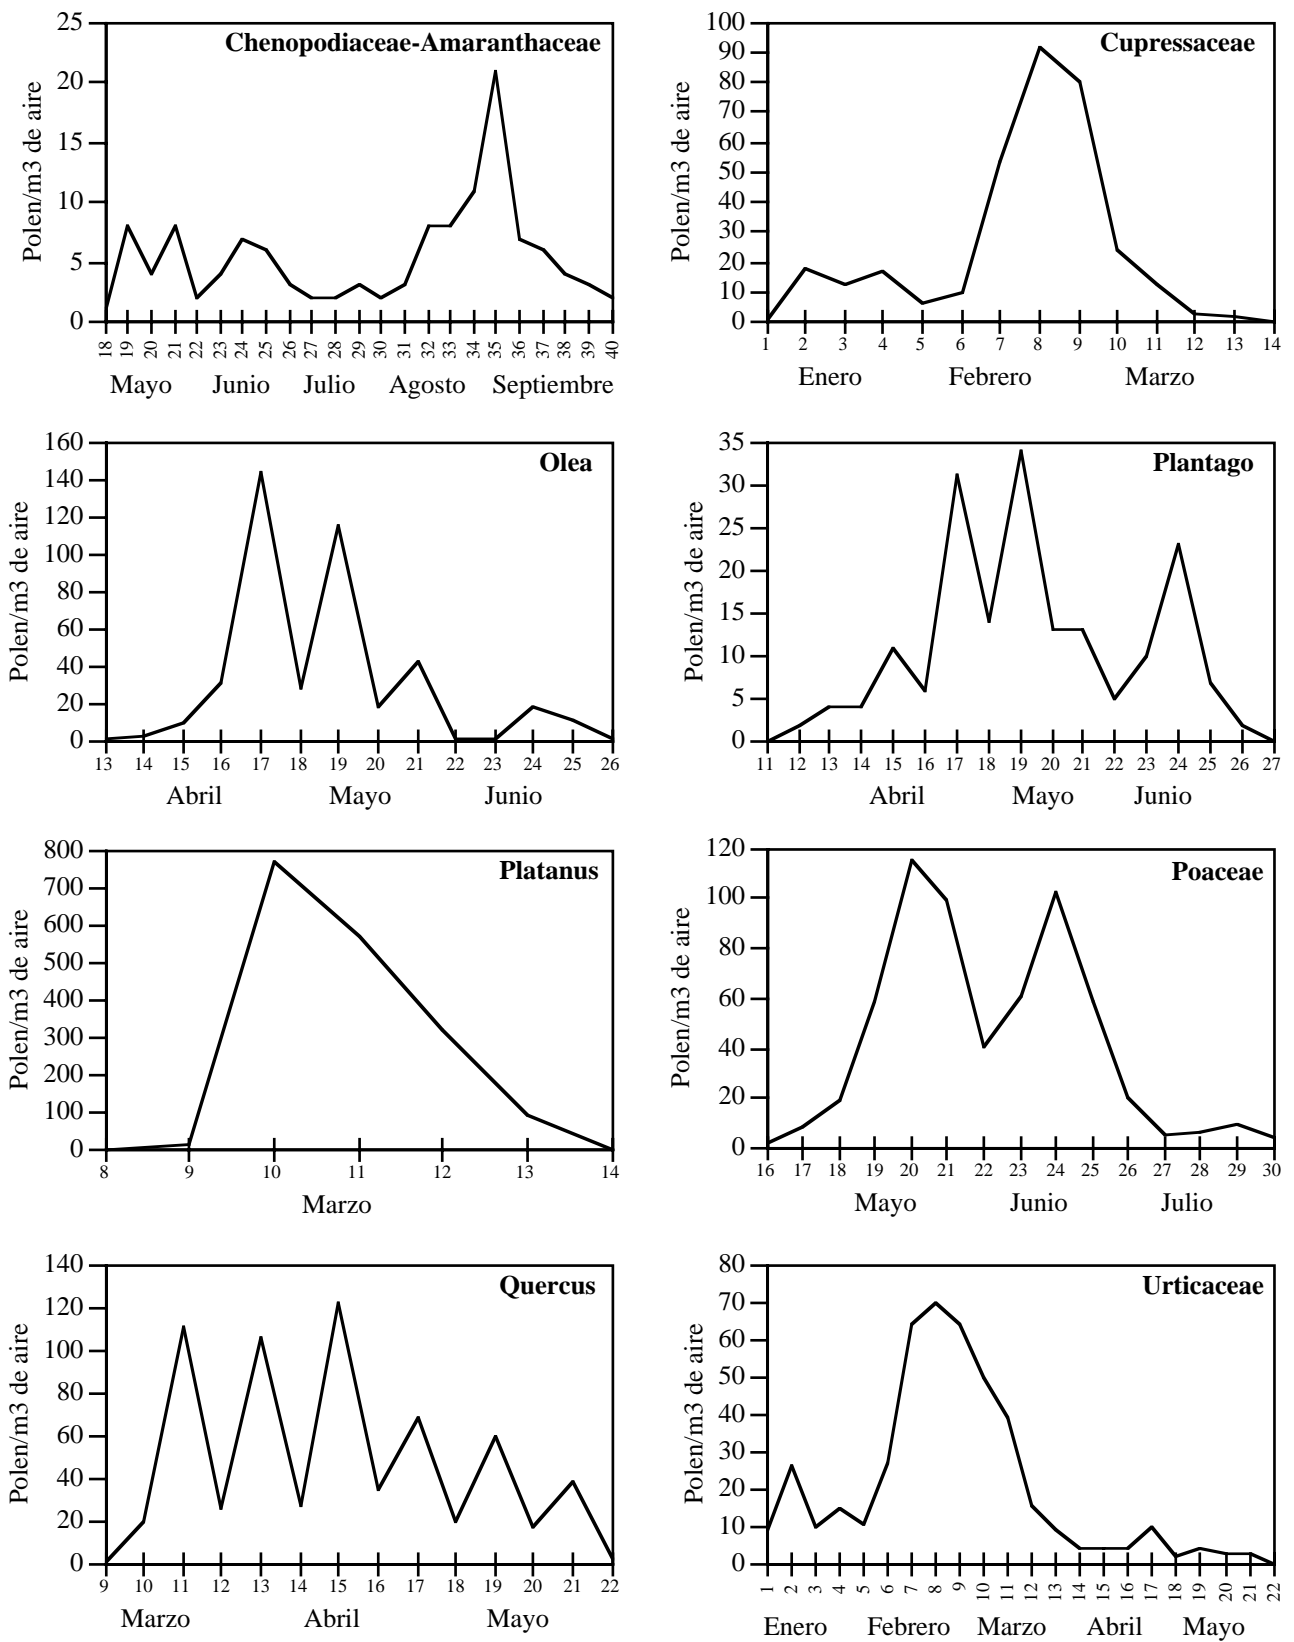 Chenopodiaceae-Amaranthaceae
Polen/m3 de aire
25
20
15
10
5
0
18 19 20 21 22 23 24 25 26 27 28 29 30 31 32 33 34 35 36 37 38 39 40
Mayo Junio Julio Agosto Septiembre
Cupressaceae
Polen/m3 de aire
100
90
80
70
60
50
40
30
20
10
0
1 2 3 4 5 6 7 8 9 10 11 12 13 14
Enero Febrero Marzo
Olea
Polen/m3 de aire
160
140
120
100
80
60
40
20
0
13 14 15 16 17 18 19 20 21 22 23 24 25 26
Abril Mayo Junio
Plantago
Polen/m3 de aire
35
30
25
20
15
10
5
0
11 12 13 14 15 16 17 18 19 20 21 22 23 24 25 26 27
Abril Mayo Junio
Platanus
Polen/m3 de aire
800
700
600
500
400
300
200
100
0
8 9 10 11 12 13 14
Marzo
Poaceae
Polen/m3 de aire
120
100
80
60
40
20
0
16 17 18 19 20 21 22 23 24 25 26 27 28 29 30
Mayo Junio Julio
Quercus
Polen/m3 de aire
140
120
100
80
60
40
20
0
9 10 11 12 13 14 15 16 17 18 19 20 21 22
Marzo Abril Mayo
Urticaceae
Polen/m3 de aire
80
70
60
50
40
30
20
10
0
1 2 3 4 5 6 7 8 9 10 11 12 13 14 15 16 17 18 19 20 21 22
Enero Febrero Marzo Abril Mayo